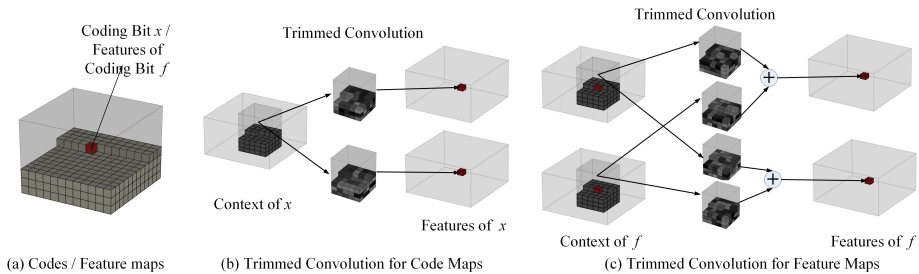 Coding Bit x /
Features of
Coding Bit f
(a) Codes / Feature maps
Trimmed Convolution
Context of x
Features of x
(b) Trimmed Convolution for Code Maps
Trimmed Convolution
+
+
Context of f
Features of f
(c) Trimmed Convolution for Feature Maps